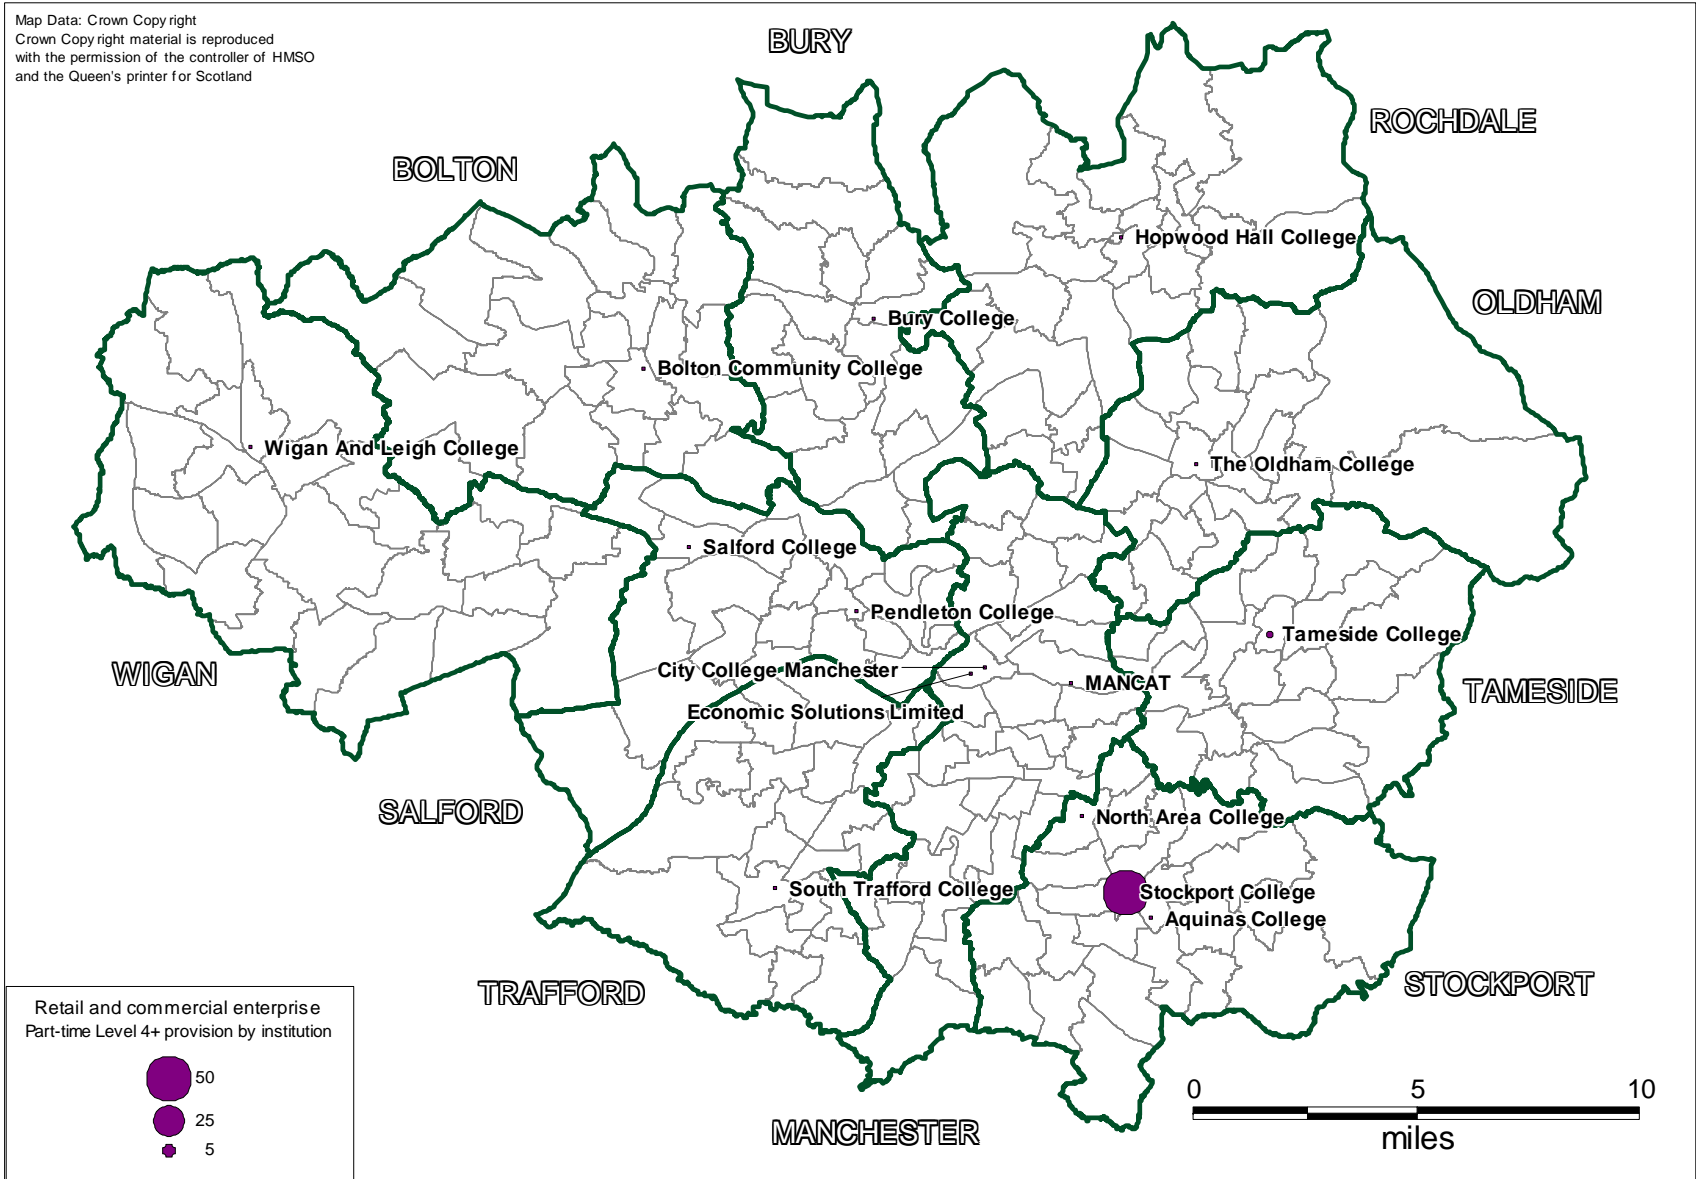 Map Data: Crown Copyright
Crown Copyright material is reproduced
with the permission of the controller of HMSO
and the Queen's printer for Scotland
BURY
ROCHDALE
BOLTON
Hopwood Hall College
OLDHAM
Bury College
Bolton Community College
Wigan And Leigh College
The Oldham College
Salford College
Pendleton College
Tameside College
WIGAN
City College Manchester
MANCAT
TAMESIDE
Economic Solutions Limited
SALFORD
North Area College
South Trafford College
Stockport College
Aquinas College
TRAFFORD
STOCKPORT
Retail and commercial enterprise
Part-time Level 4+ provision by institution
50
25
5
0 5 10
miles
MANCHESTER